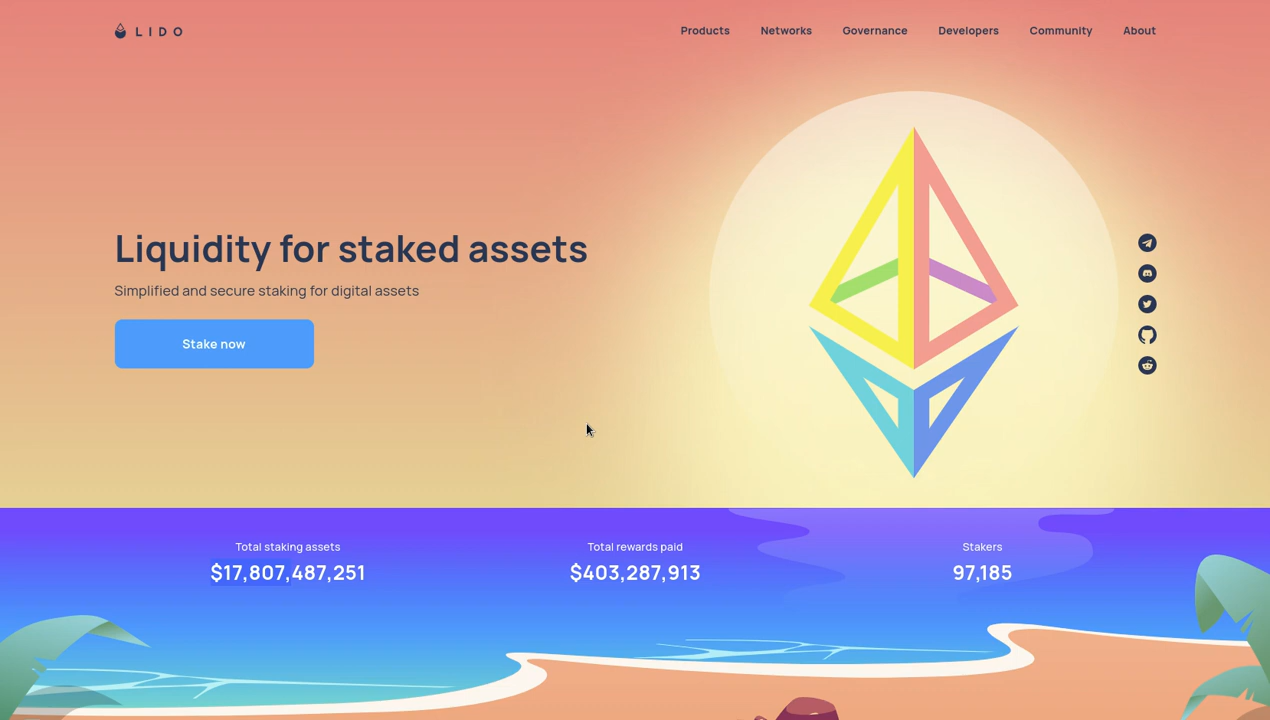 LIDO
Products Networks Governance Developers Community About
Liquidity for staked assets
Simplified and secure staking for digital assets
Stake now
Total staking assets
$17,807,487,251
Total rewards paid
$403,287,913
Stakers
97,185